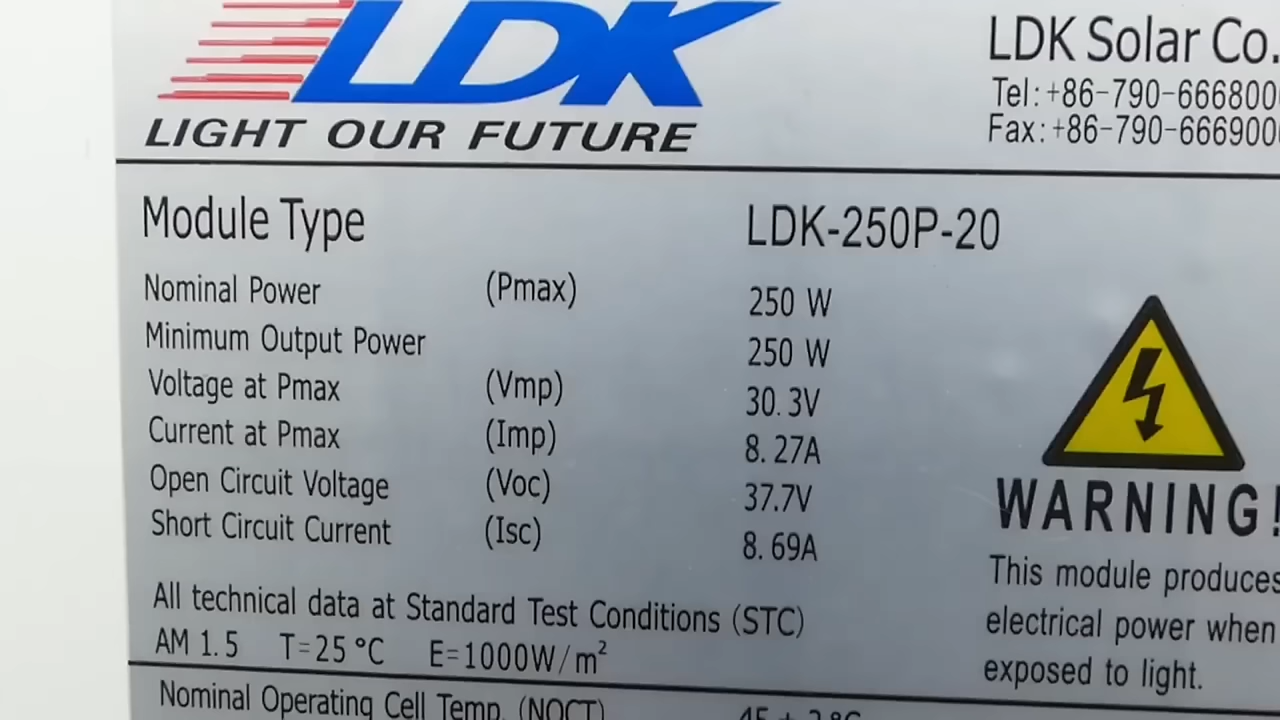 LDK
LIGHT OUR FUTURE
LDK Solar Co.
Tel:+86-790-666800
Fax:+86-790-666900
Module Type LDK-250P-20
Nominal Power (Pmax) 250 W
Minimum Output Power 250 W
Voltage at Pmax (Vmp) 30.3V
Current at Pmax (Imp) 8.27A
Open Circuit Voltage (Voc) 37.7V
Short Circuit Current (Isc) 8.69A
All technical data at Standard Test Conditions (STC)
AM 1.5 T=25 °C E=1000W/m²
WARNING!
This module produces
electrical power when
exposed to light.
Nominal Operating Cell Temp. (NOCT)